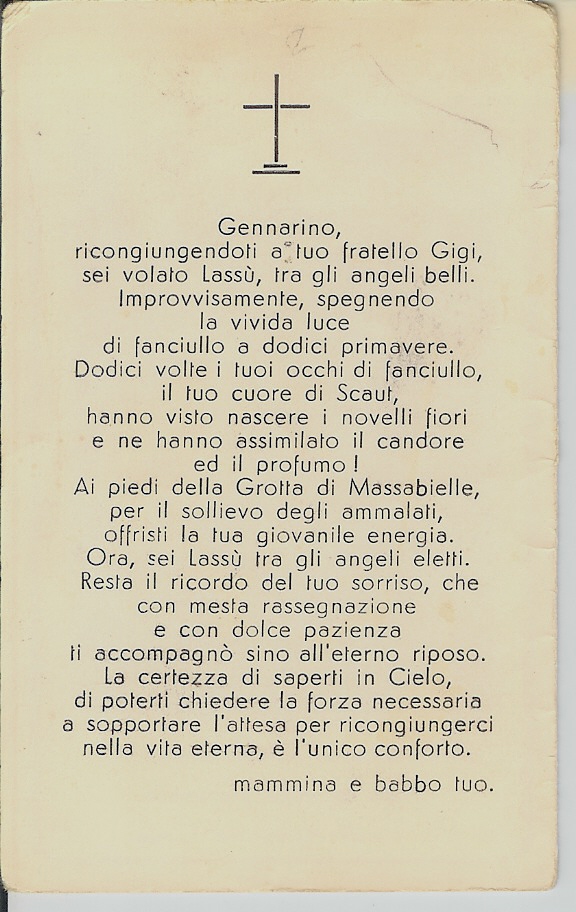 Gennarino,
ricongiungendoti a tuo fratello Gigi,
sei volato Lassù, tra gli angeli belli.
Improvvisamente, spegnendo
la vivida luce
di fanciullo a dodici primavere.
Dodici volte i tuoi occhi di fanciullo,
il tuo cuore di Scaut,
hanno visto nascere i novelli fiori
e ne hanno assimilato il candore
ed il profumo!
Ai piedi della Grotta di Massabielle,
per il sollievo degli ammalati,
offristi la tua giovanile energia.
Ora, sei Lassù tra gli angeli eletti.
Resta il ricordo del tuo sorriso, che
con mesta rassegnazione
e con dolce pazienza
ti accompagnò sino all'eterno riposo.
La certezza di saperti in Cielo,
di poterti chiedere la forza necessaria
a sopportare l'attesa per ricongiungerci
nella vita eterna, è l'unico conforto.
mammina e babbo tuo.